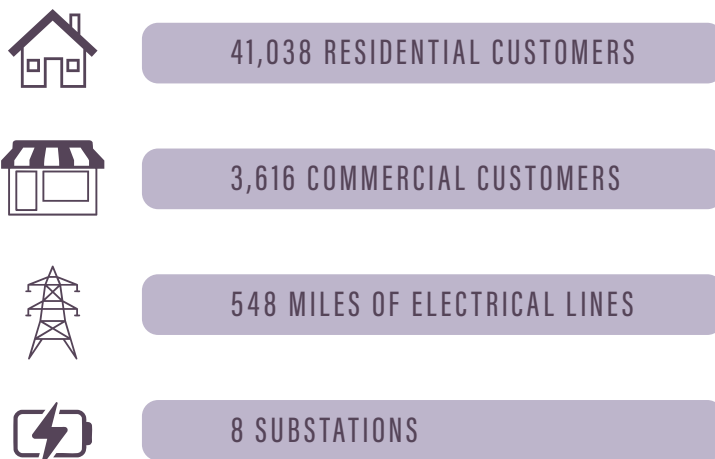 41,038 RESIDENTIAL CUSTOMERS
3,616 COMMERCIAL CUSTOMERS
548 MILES OF ELECTRICAL LINES
8 SUBSTATIONS